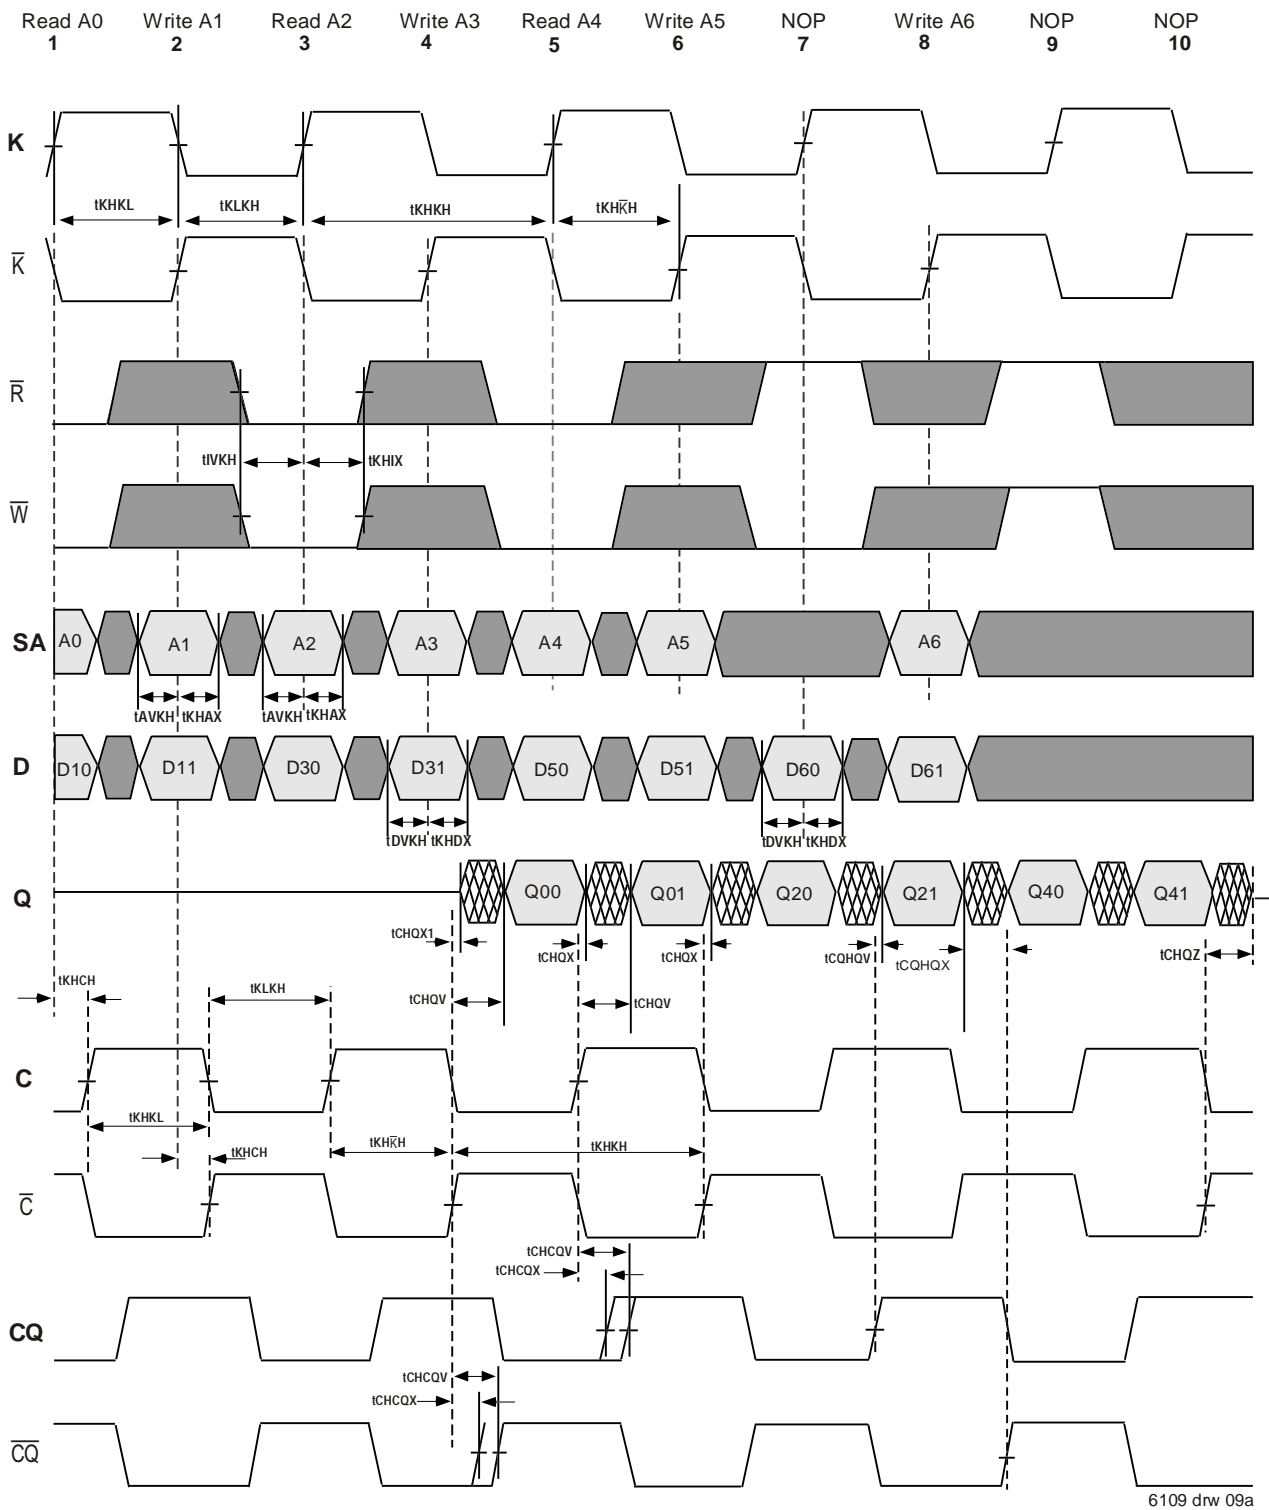 Read A0 Write A1 Read A2 Write A3 Read A4 Write A5 NOP Write A6 NOP NOP
1 2 3 4 5 6 7 8 9 10
K
tKHKL tKLKH tKHKH tKHK̅H
K̅
R̅
tIVKH tKHIX
W̅
SA A0 A1 A2 A3 A4 A5 A6
tAVKH tKHAX tAVKH tKHAX
D D10 D11 D30 D31 D50 D51 D60 D61
tDVKH tKHDX tDVKH tKHDX
Q Q00 Q01 Q20 Q21 Q40 Q41
tCHQX1 tCHQX tCHQX tCQHQV tCQHQX tCHQZ
tKHCH tKLKH tCHQV tCHQV
C
tKHKL
tKHCH tKHK̅H tKHKH
C̅
tCHCQV
tCHCQX
CQ
tCHCQV
tCHCQX
C̅Q̅
6109 drw 09a